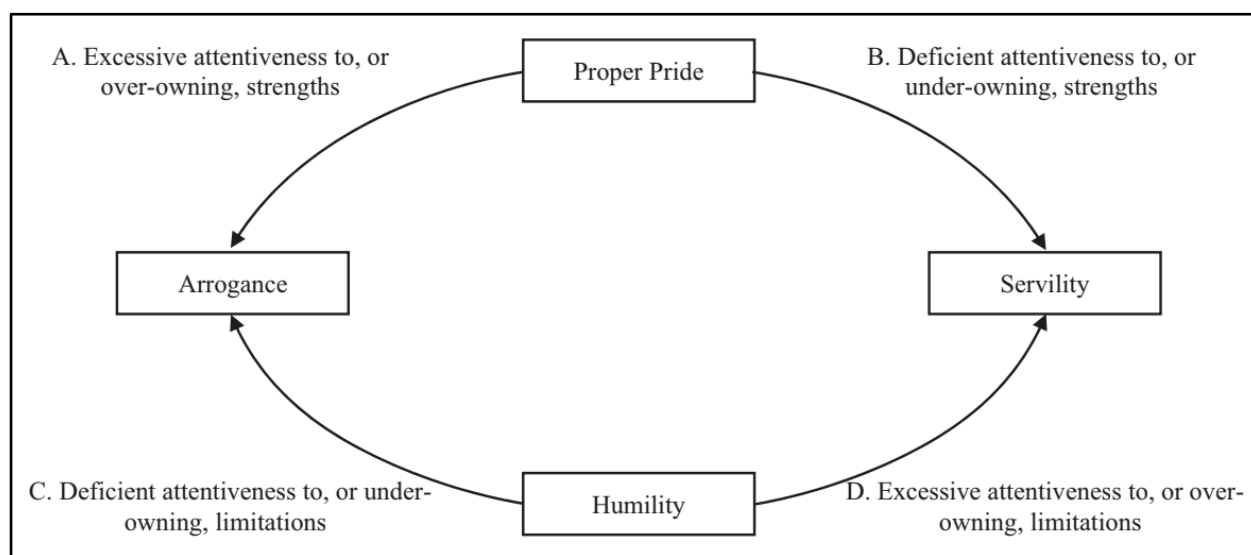 A. Excessive attentiveness to, or
over-owning, strengths
Proper Pride
B. Deficient attentiveness to, or
under-owning, strengths
Arrogance
Servility
C. Deficient attentiveness to, or under-
owning, limitations
Humility
D. Excessive attentiveness to, or over-
owning, limitations